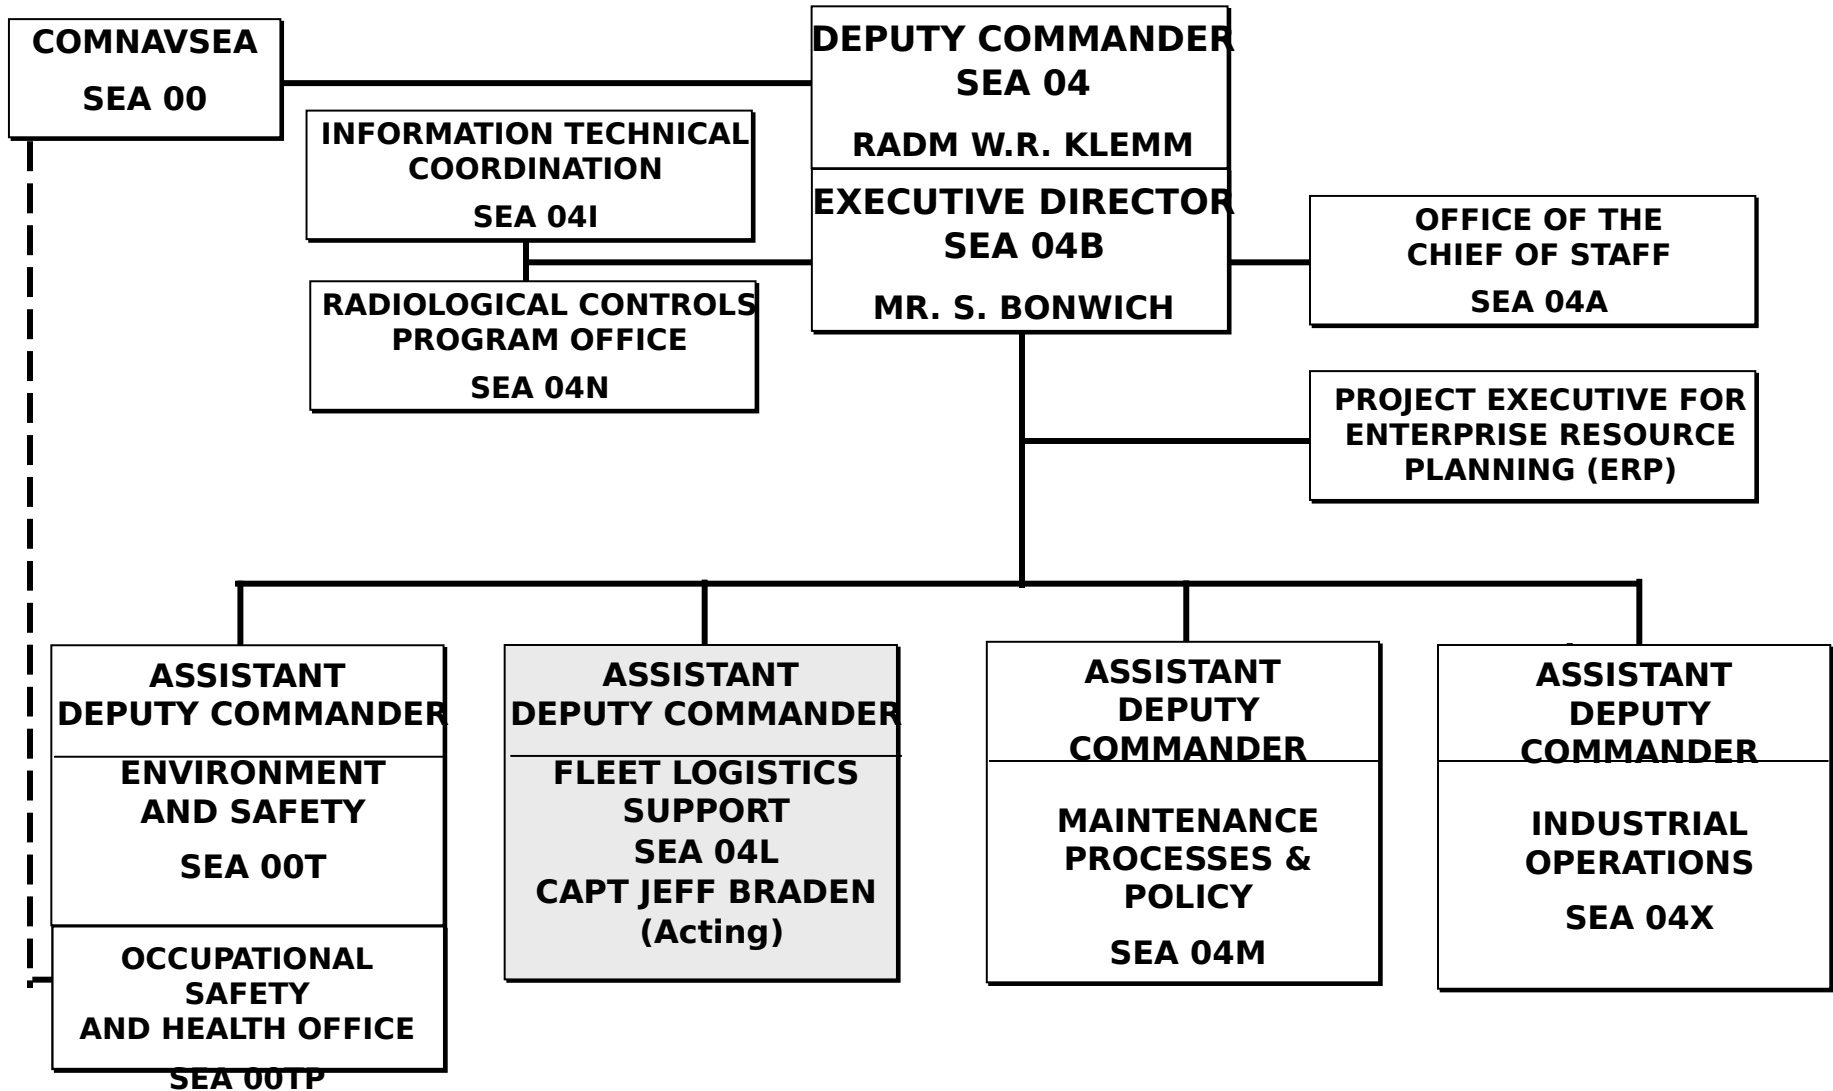 COMNAVSEA
SEA 00
DEPUTY COMMANDER
SEA 04
RADM W.R. KLEMM
INFORMATION TECHNICAL
COORDINATION
SEA 04I
EXECUTIVE DIRECTOR
SEA 04B
MR. S. BONWICH
OFFICE OF THE
CHIEF OF STAFF
SEA 04A
RADIOLOGICAL CONTROLS
PROGRAM OFFICE
SEA 04N
PROJECT EXECUTIVE FOR
ENTERPRISE RESOURCE
PLANNING (ERP)
ASSISTANT
DEPUTY COMMANDER
ENVIRONMENT
AND SAFETY
SEA 00T
OCCUPATIONAL
SAFETY
AND HEALTH OFFICE
SEA 00TP
ASSISTANT
DEPUTY COMMANDER
FLEET LOGISTICS
SUPPORT
SEA 04L
CAPT JEFF BRADEN
(Acting)
ASSISTANT
DEPUTY
COMMANDER
MAINTENANCE
PROCESSES &
POLICY
SEA 04M
ASSISTANT
DEPUTY
COMMANDER
INDUSTRIAL
OPERATIONS
SEA 04X